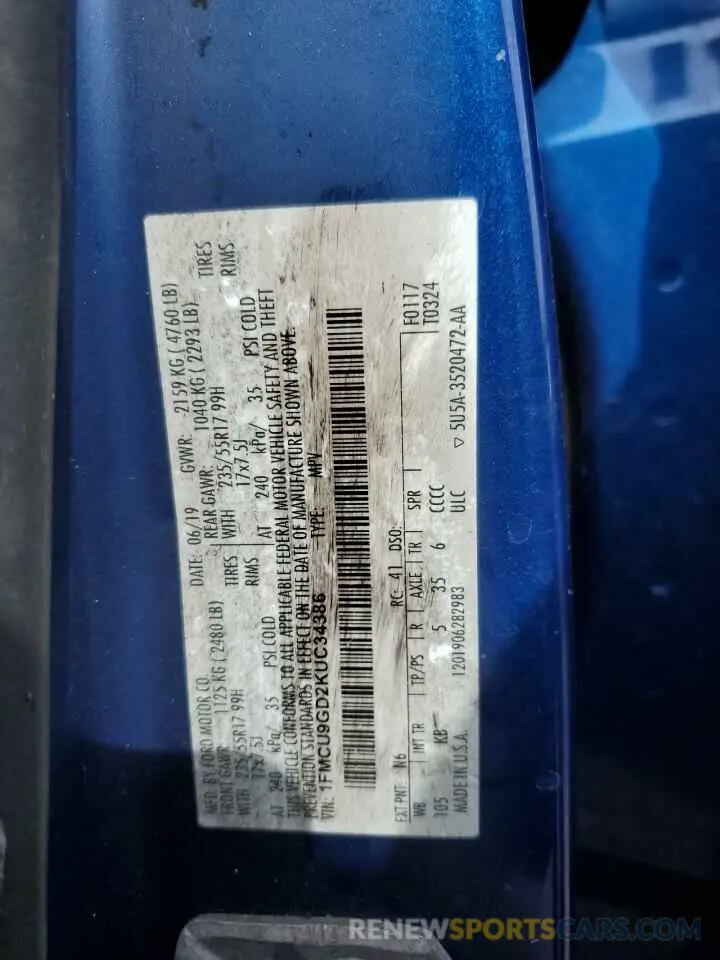 MFD. BY FORD MOTOR CO. DATE: 06/19 GVWR: 2159 KG ( 4760 LB)
FRONT GAWR: 1125 KG ( 2480 LB) REAR GAWR: 1040 KG ( 2293 LB)
WITH 235/55R17 99H TIRES WITH 235/55R17 99H TIRES
17x7.5J RIMS 17x7.5J RIMS
AT 240 kPa/ 35 PSI COLD AT 240 kPa/ 35 PSI COLD
THIS VEHICLE CONFORMS TO ALL APPLICABLE FEDERAL MOTOR VEHICLE SAFETY AND THEFT
PREVENTION STANDARDS IN EFFECT ON THE DATE OF MANUFACTURE SHOWN ABOVE.
VIN: 1FMCU9GD2KUC34386 TYPE: MPV
EXT PNT: N6 RC: 41 DSO: F0117
WB INT TR TP/PS R AXLE TR SPR T0324
105 KB 5 35 6 CCCC
MADE IN U.S.A. 1201906282983 ULC ▽ 5U5A-3520472-AA
RENEWSPORTSCARS.COM